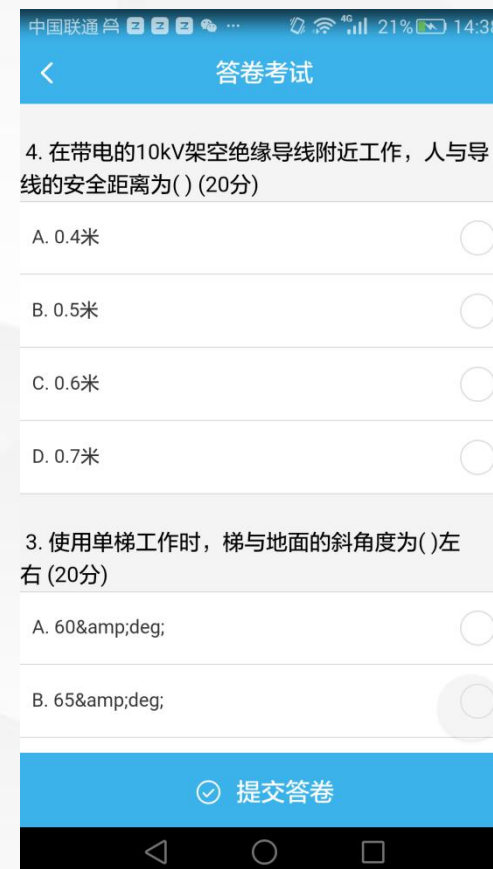 中国联通 Z Z Z ... 4G 21% 14:38
答卷考试
4. 在带电的10kV架空绝缘导线附近工作，人与导
线的安全距离为( ) (20分)
A. 0.4米
B. 0.5米
C. 0.6米
D. 0.7米
3. 使用单梯工作时，梯与地面的斜角度为( )左
右 (20分)
A. 60&amp;deg;
B. 65&amp;deg;
提交答卷